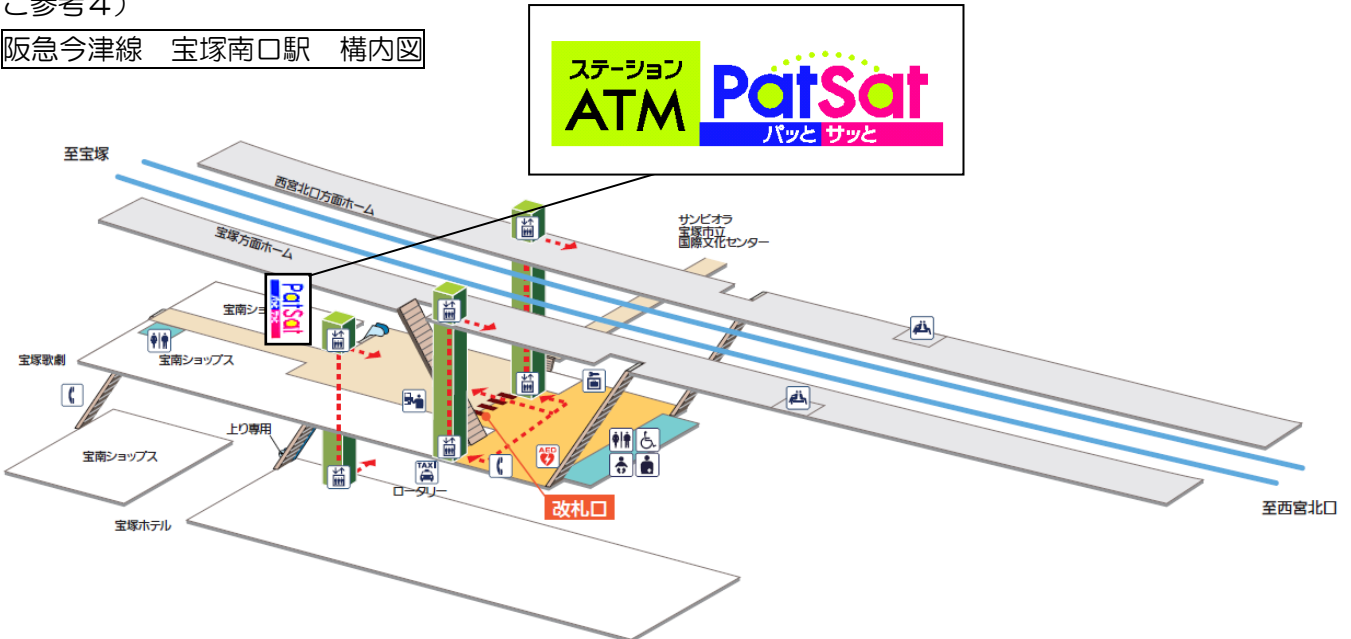 ご参考4）
阪急今津線　宝塚南口駅　構内図
ステーション
ATM
PatSat
パッと サッと
至宝塚
西宮北口方面ホーム
宝塚方面ホーム
サンビオラ
宝塚市立
国際文化センター
PatSat
パッと サッと
宝南ショ
宝南ショップス
宝塚歌劇
上り専用
宝南ショップス
TAXI
ロータリー
AED
改札口
宝塚ホテル
至西宮北口